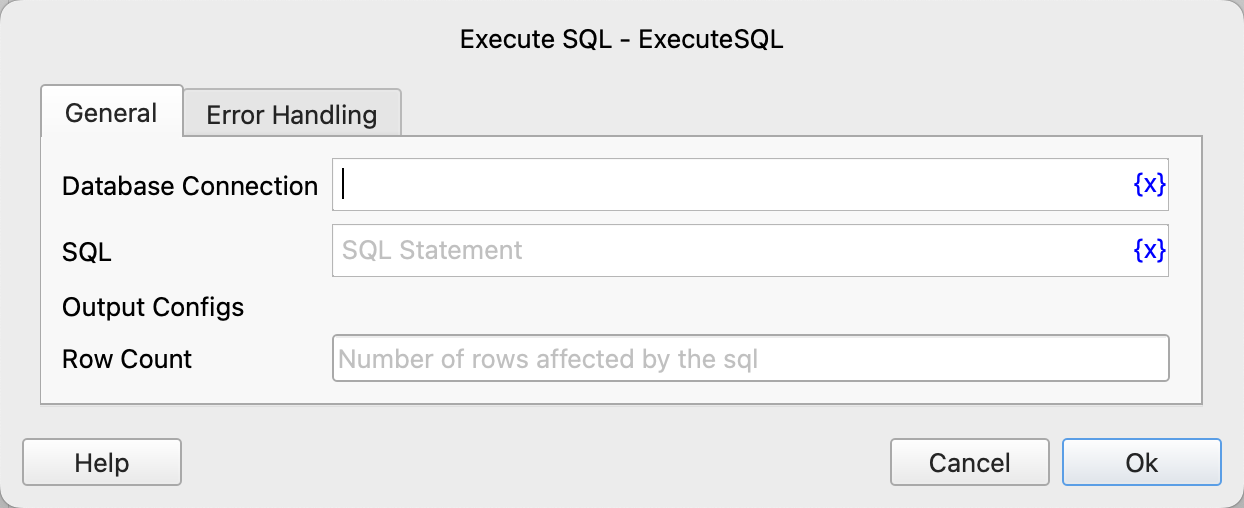 Execute SQL - ExecuteSQL
General
Error Handling
Database Connection
{x}
SQL
SQL Statement
{x}
Output Configs
Row Count
Number of rows affected by the sql
Help
Cancel
Ok